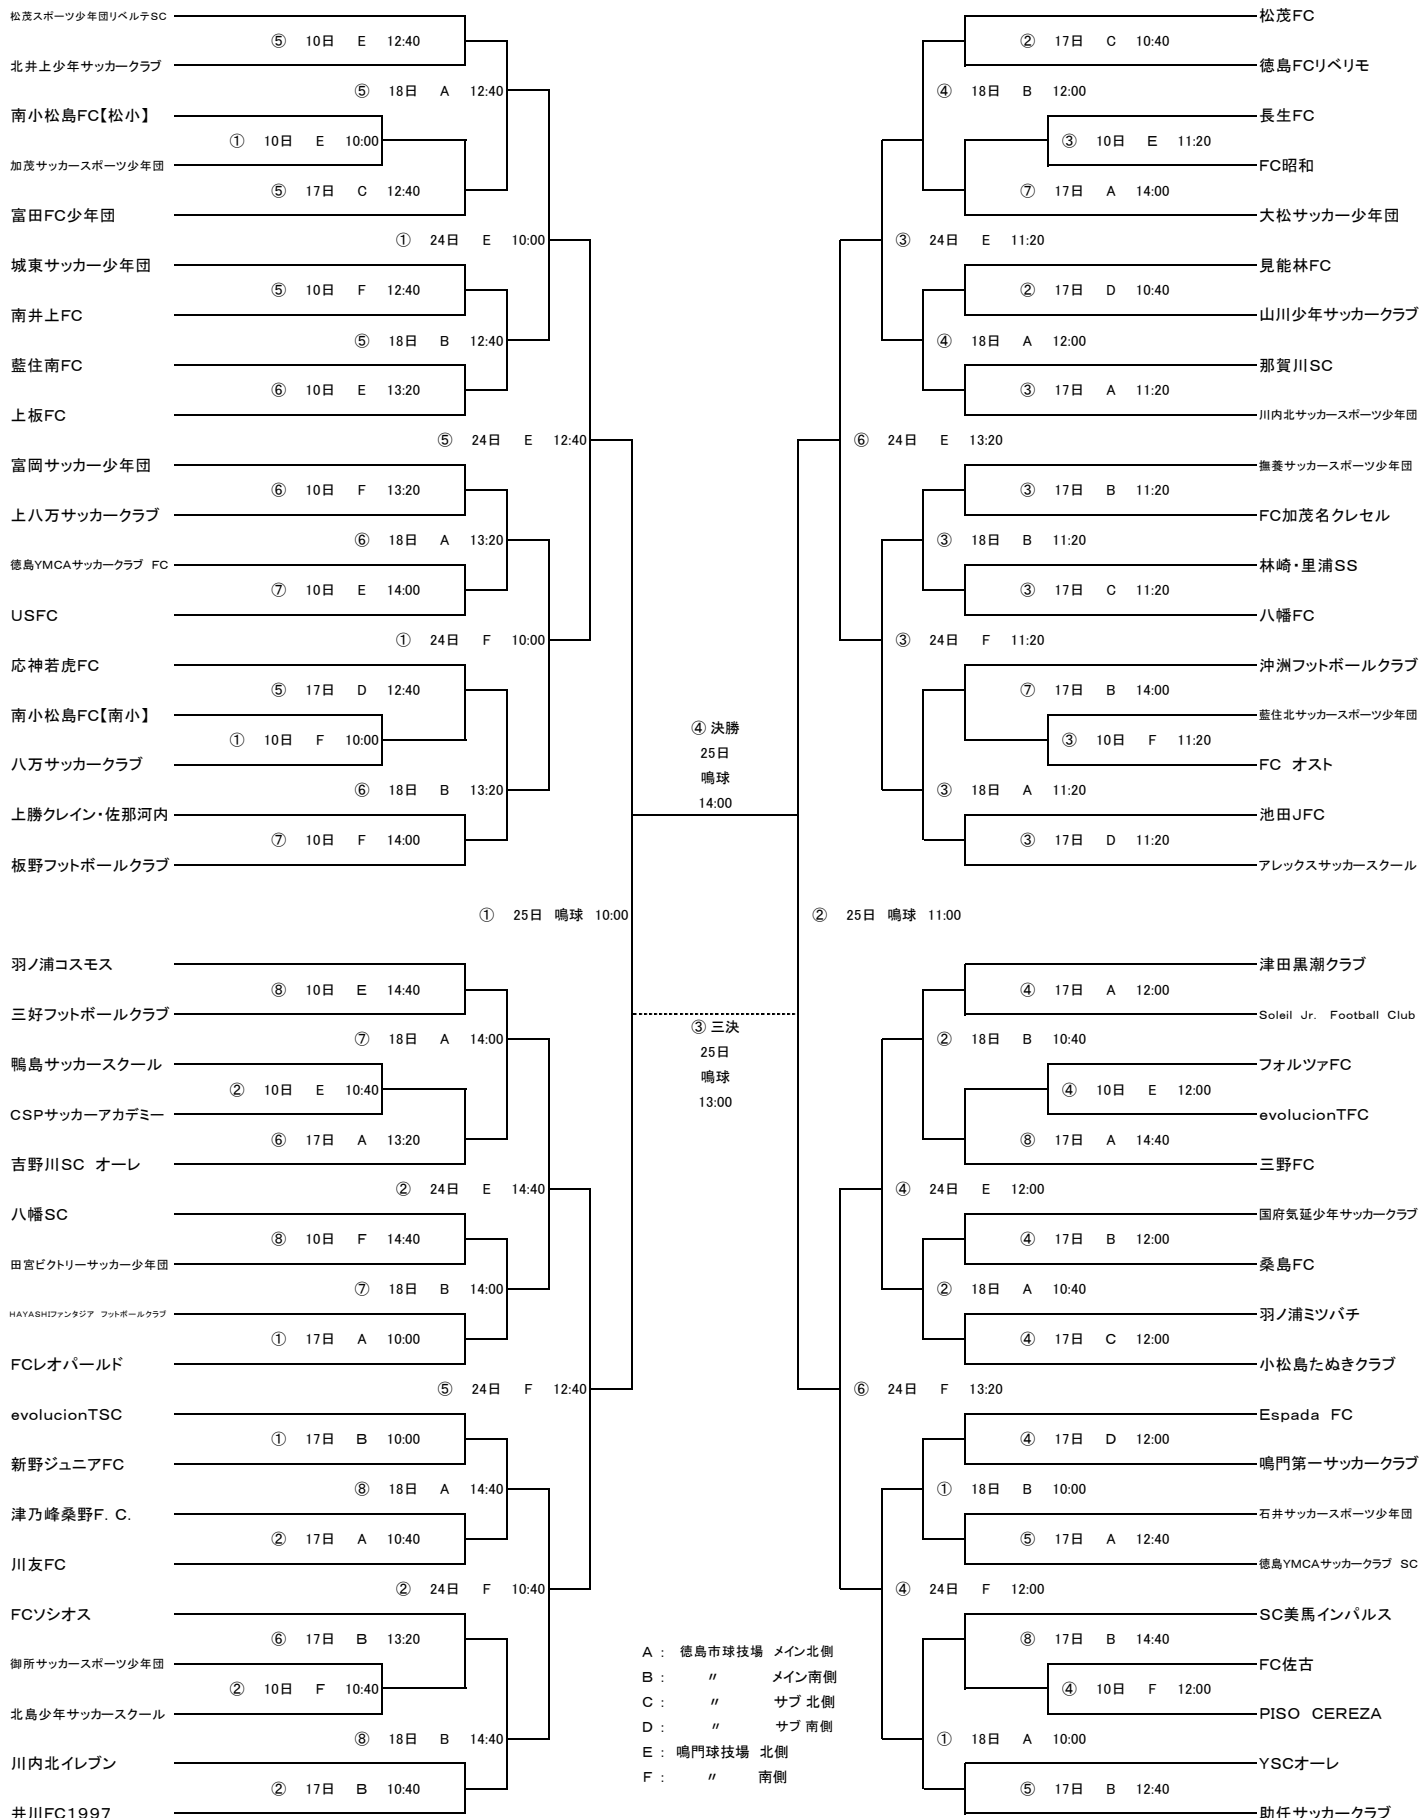 松茂スポーツ少年団リベルテSC
⑤ 10日 E 12:40
北井上少年サッカークラブ
⑤ 18日 A 12:40
南小松島FC【松小】
① 10日 E 10:00
加茂サッカースポーツ少年団
⑤ 17日 C 12:40
富田FC少年団
① 24日 E 10:00
城東サッカー少年団
⑤ 10日 F 12:40
南井上FC
⑤ 18日 B 12:40
藍住南FC
⑥ 10日 E 13:20
上板FC
⑤ 24日 E 12:40
富岡サッカー少年団
⑥ 10日 F 13:20
上八万サッカークラブ
⑥ 18日 A 13:20
徳島YMCAサッカークラブ FC
⑦ 10日 E 14:00
USFC
① 24日 F 10:00
応神若虎FC
⑤ 17日 D 12:40
南小松島FC【南小】
① 10日 F 10:00
八万サッカークラブ
⑥ 18日 B 13:20
上勝クレイン・佐那河内
⑦ 10日 F 14:00
板野フットボールクラブ
① 25日 鳴球 10:00
羽ノ浦コスモス
⑧ 10日 E 14:40
三好フットボールクラブ
⑦ 18日 A 14:00
鴨島サッカースクール
② 10日 E 10:40
CSPサッカーアカデミー
⑥ 17日 A 13:20
吉野川SC オーレ
② 24日 E 14:40
八幡SC
⑧ 10日 F 14:40
田宮ビクトリーサッカー少年団
⑦ 18日 B 14:00
HAYASHIファンタジア フットボールクラブ
① 17日 A 10:00
FCレオパールド
⑤ 24日 F 12:40
evolucionTSC
① 17日 B 10:00
新野ジュニアFC
⑧ 18日 A 14:40
津乃峰桑野F.C.
② 17日 A 10:40
川友FC
② 24日 F 10:40
FCソシオス
⑥ 17日 B 13:20
御所サッカースポーツ少年団
② 10日 F 10:40
北島少年サッカースクール
⑧ 18日 B 14:40
川内北イレブン
② 17日 B 10:40
井川FC1997
④ 決勝
25日
鳴球
14:00
③ 三決
25日
鳴球
13:00
A : 徳島市球技場 メイン北側
B : 〃 メイン南側
C : 〃 サブ 北側
D : 〃 サブ 南側
E : 鳴門球技場 北側
F : 〃 南側
松茂FC
② 17日 C 10:40
徳島FCリベリモ
④ 18日 B 12:00
長生FC
③ 10日 E 11:20
FC昭和
⑦ 17日 A 14:00
大松サッカー少年団
③ 24日 E 11:20
見能林FC
② 17日 D 10:40
山川少年サッカークラブ
④ 18日 A 12:00
那賀川SC
③ 17日 A 11:20
川内北サッカースポーツ少年団
⑥ 24日 E 13:20
撫養サッカースポーツ少年団
③ 17日 B 11:20
FC加茂名クレセル
③ 18日 B 11:20
林崎・里浦SS
③ 17日 C 11:20
八幡FC
③ 24日 F 11:20
沖洲フットボールクラブ
⑦ 17日 B 14:00
藍住北サッカースポーツ少年団
③ 10日 F 11:20
FC オスト
③ 18日 A 11:20
池田JFC
③ 17日 D 11:20
アレックスサッカースクール
② 25日 鳴球 11:00
津田黒潮クラブ
④ 17日 A 12:00
Soleil Jr. Football Club
② 18日 B 10:40
フォルツァFC
④ 10日 E 12:00
evolucionTFC
⑧ 17日 A 14:40
三野FC
④ 24日 E 12:00
国府気延少年サッカークラブ
④ 17日 B 12:00
桑島FC
② 18日 A 10:40
羽ノ浦ミツバチ
④ 17日 C 12:00
小松島たぬきクラブ
⑥ 24日 F 13:20
Espada FC
④ 17日 D 12:00
鳴門第一サッカークラブ
① 18日 B 10:00
石井サッカースポーツ少年団
⑤ 17日 A 12:40
徳島YMCAサッカークラブ SC
④ 24日 F 12:00
SC美馬インパルス
⑧ 17日 B 14:40
FC佐古
④ 10日 F 12:00
PISO CEREZA
① 18日 A 10:00
YSCオーレ
⑤ 17日 B 12:40
助任サッカークラブ